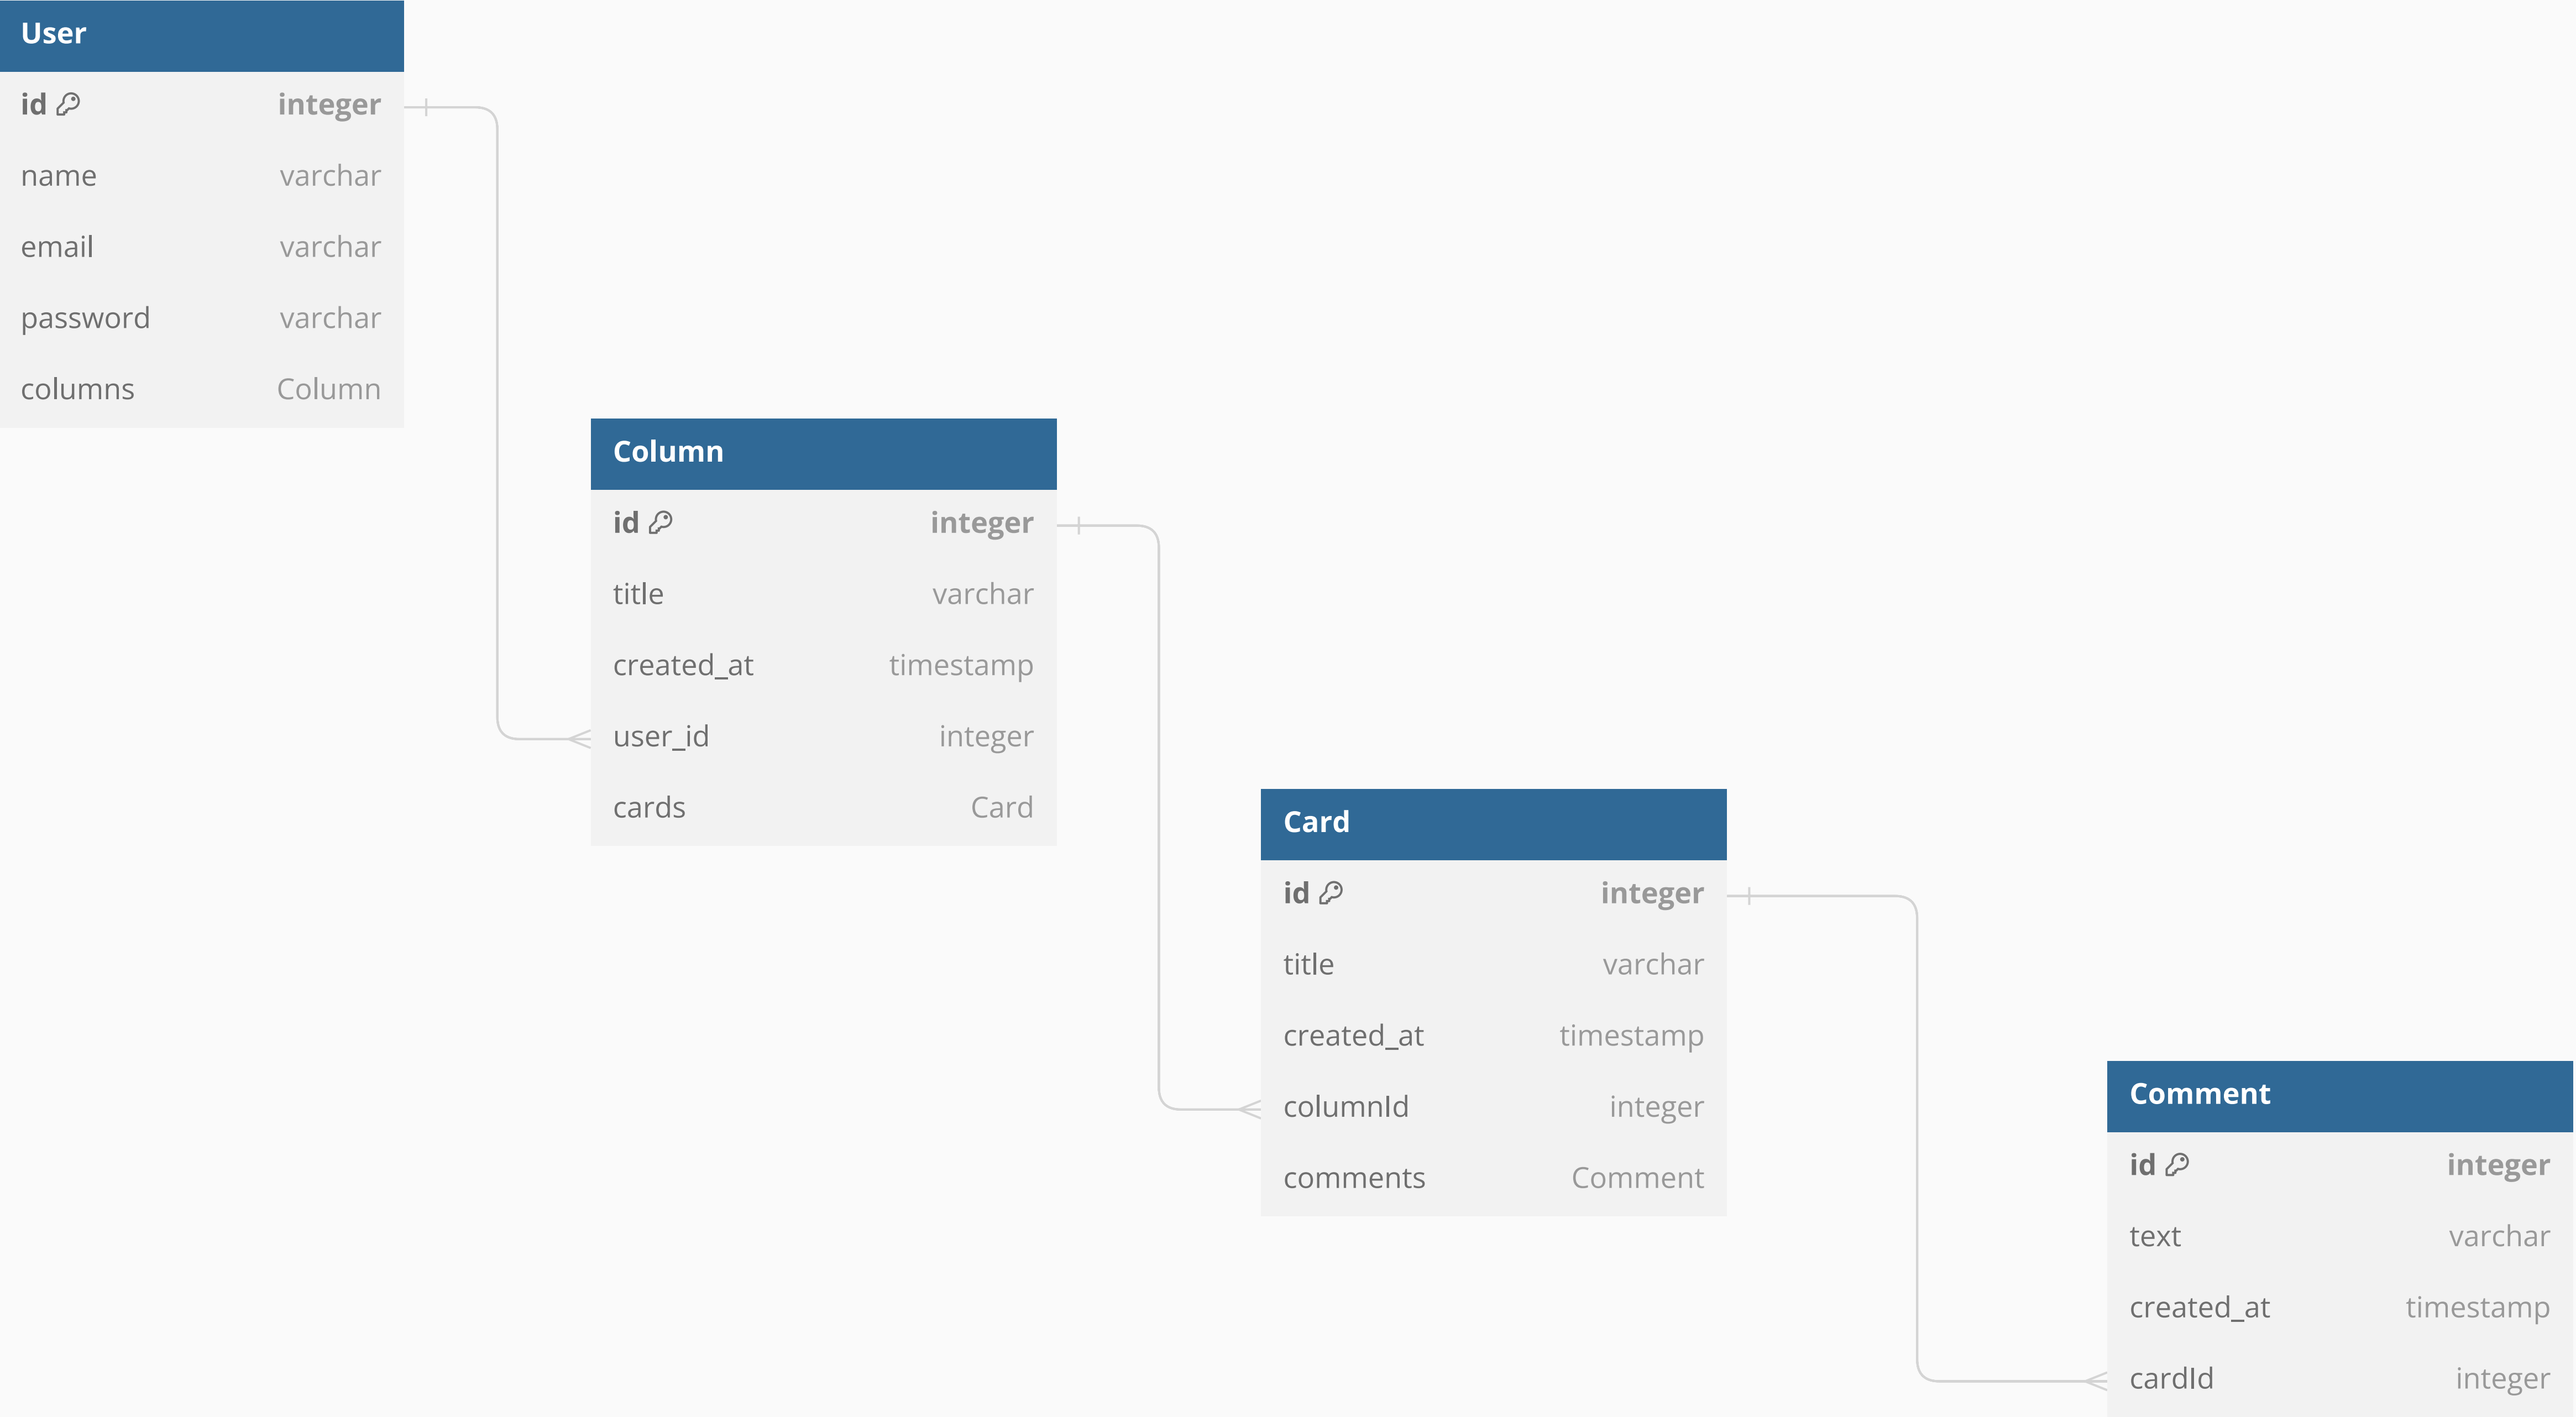 User
id integer
name varchar
email varchar
password varchar
columns Column
Column
id integer
title varchar
created_at timestamp
user_id integer
cards Card
Card
id integer
title varchar
created_at timestamp
columnId integer
comments Comment
Comment
id integer
text varchar
created_at timestamp
cardId integer